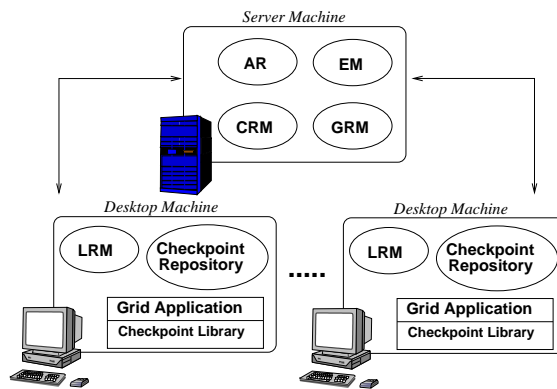 Server Machine
AR
EM
CRM
GRM
Desktop Machine
LRM
Checkpoint
Repository
Grid Application
Checkpoint Library
.....
Desktop Machine
LRM
Checkpoint
Repository
Grid Application
Checkpoint Library